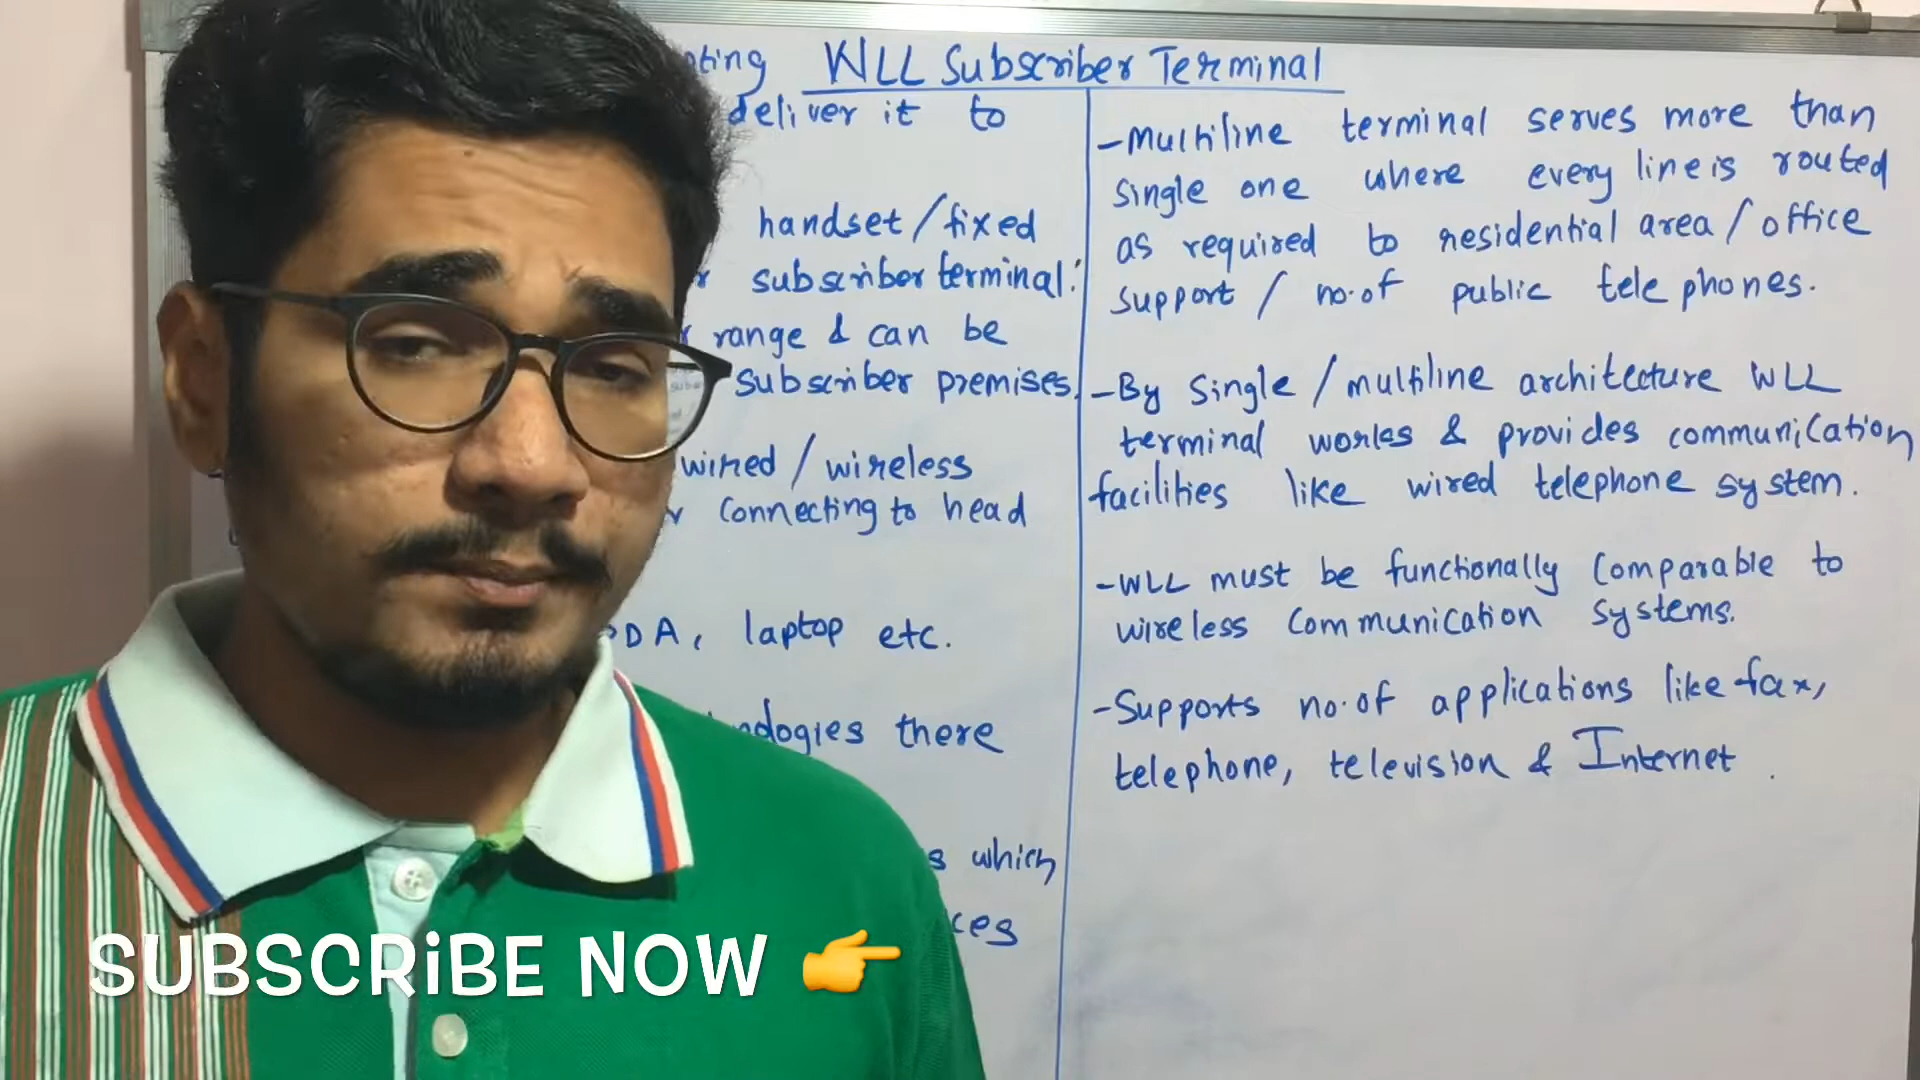 WLL Subscriber Terminal
deliver it to
handset / fixed
subscriber terminal.
range & can be
subscriber premises.
wired / wireless
connecting to head
PDA, laptop etc.
there
which
- Multiline terminal serves more than
single one where every line is routed
as required to residential area / office
support / no. of public telephones.
- By single / multiline architecture WLL
terminal works & provides communication
facilities like wired telephone system.
- WLL must be functionally comparable to
wireless communication systems.
- Supports no. of applications like fax,
telephone, television & Internet.
SUBSCRiBE NOW 👉